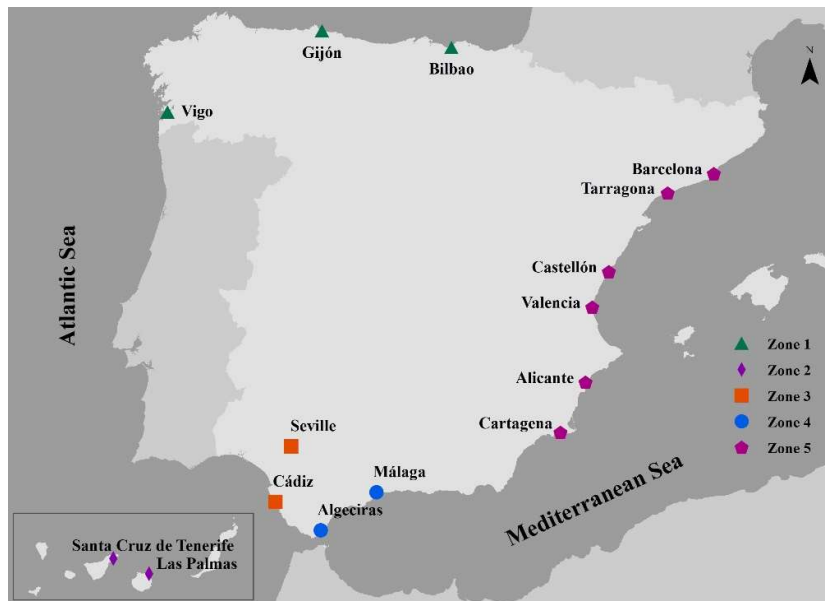 N
Gijón
Bilbao
Vigo
Barcelona
Tarragona
Atlantic Sea
Castellón
Valencia
Zone 1
Zone 2
Zone 3
Zone 4
Zone 5
Alicante
Cartagena
Seville
Mediterranean Sea
Cádiz
Málaga
Algeciras
Santa Cruz de Tenerife
Las Palmas